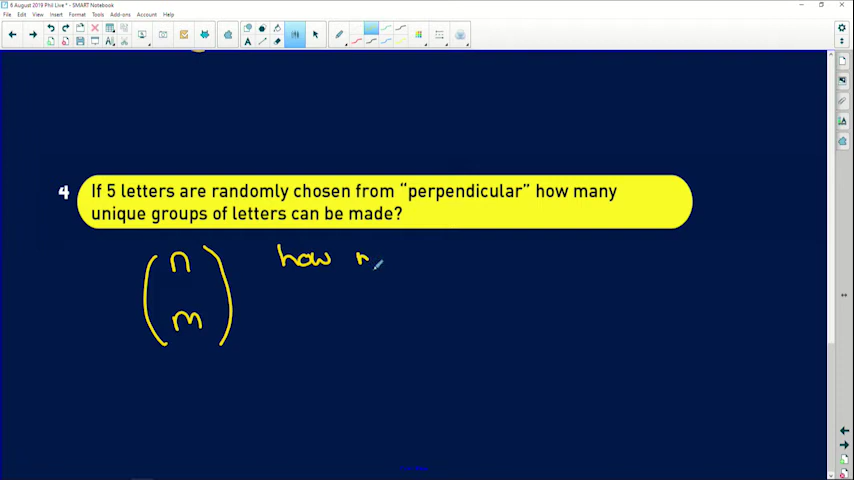 6 August 2019 Phil Live * - SMART Notebook
File Edit View Insert Format Tools Add-ons Account Help
4
If 5 letters are randomly chosen from “perpendicular” how many
unique groups of letters can be made?
n how
m